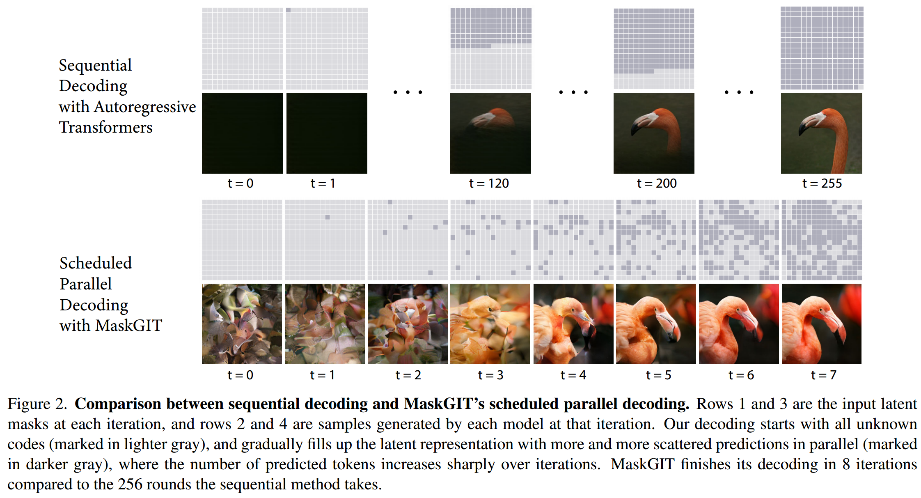 Sequential
Decoding
with Autoregressive
Transformers
...
...
...
t = 0
t = 1
t = 120
t = 200
t = 255
Scheduled
Parallel
Decoding
with MaskGIT
t = 0
t = 1
t = 2
t = 3
t = 4
t = 5
t = 6
t = 7
Figure 2. Comparison between sequential decoding and MaskGIT's scheduled parallel decoding. Rows 1 and 3 are the input latent
masks at each iteration, and rows 2 and 4 are samples generated by each model at that iteration. Our decoding starts with all unknown
codes (marked in lighter gray), and gradually fills up the latent representation with more and more scattered predictions in parallel (marked
in darker gray), where the number of predicted tokens increases sharply over iterations. MaskGIT finishes its decoding in 8 iterations
compared to the 256 rounds the sequential method takes.